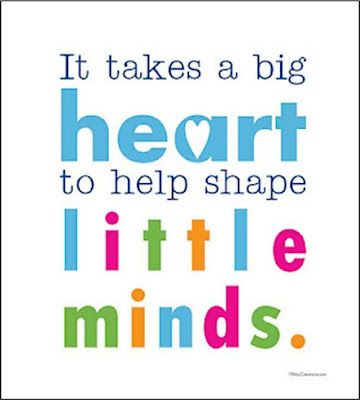 It takes a big
heart
to help shape
little
minds.